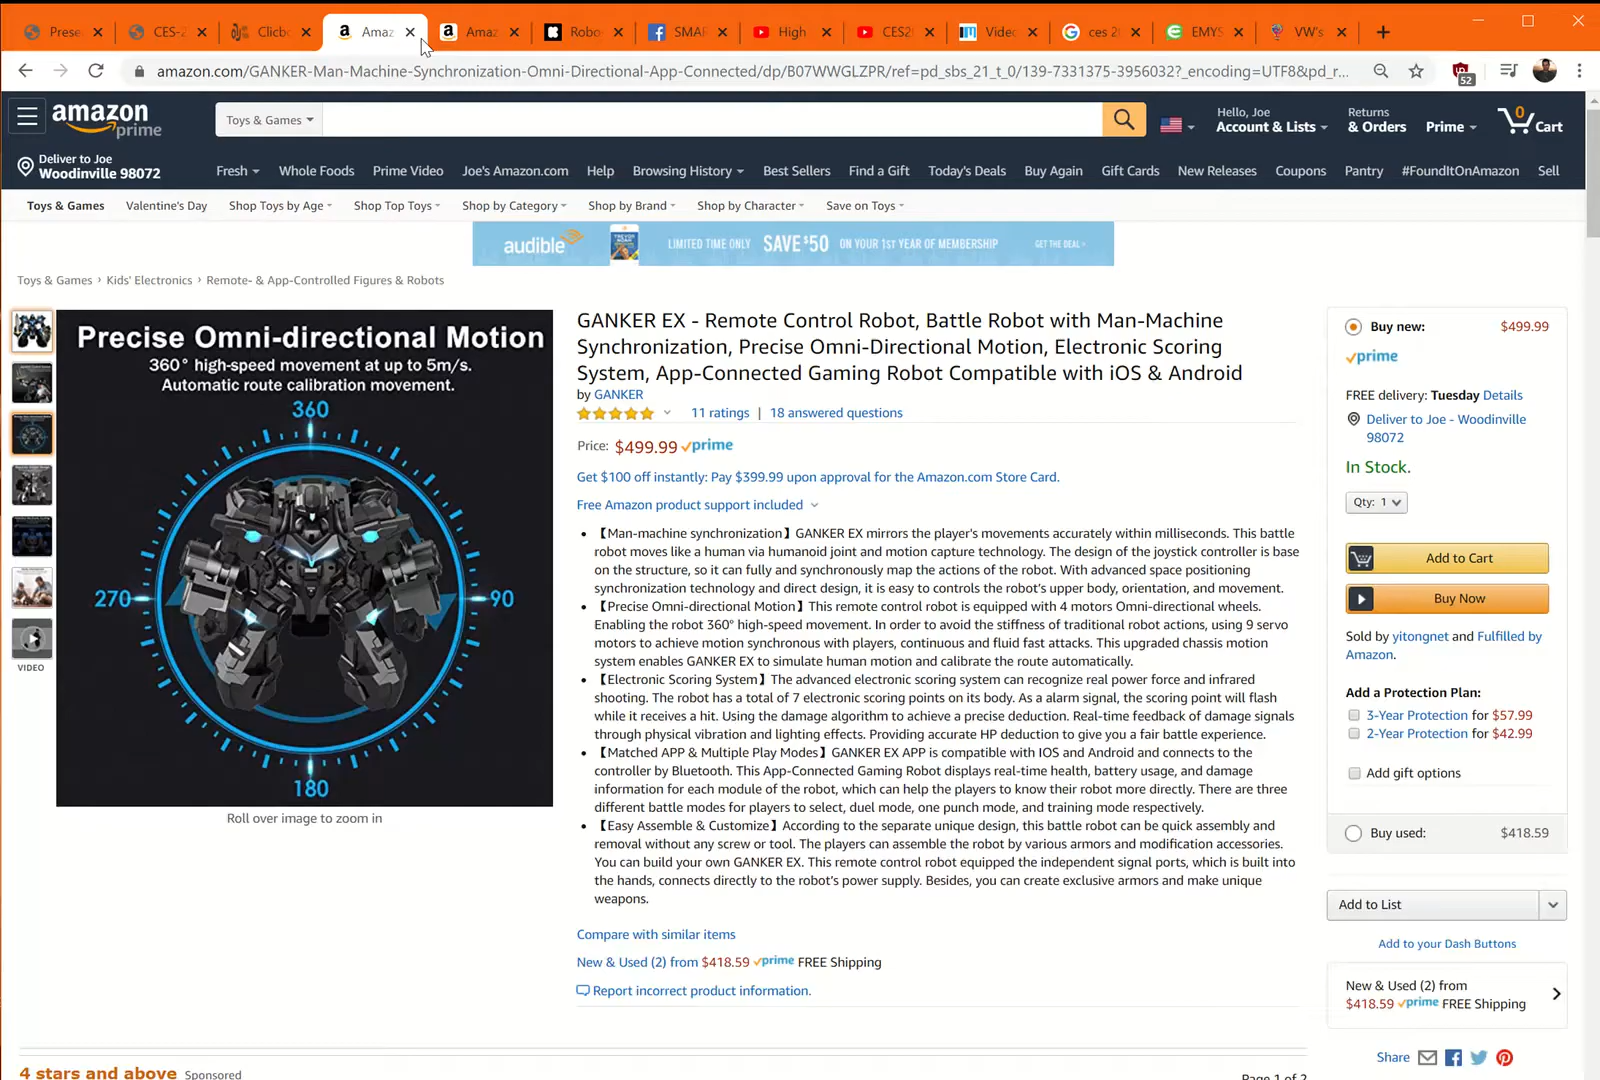 Prese
CES-2
Clicbo
Amaz
Amaz
Robo
SMAR
High
CES20
Videc
ces 2
EMYS
VW's
amazon.com/GANKER-Man-Machine-Synchronization-Omni-Directional-App-Connected/dp/B07WWGLZPR/ref=pd_sbs_21_t_0/139-7331375-3956032?_encoding=UTF8&pd_r...
52
amazon
prime
Toys & Games
Hello, Joe
Account & Lists
Returns
& Orders
Prime
0
Cart
Deliver to Joe
Woodinville 98072
Fresh Whole Foods Prime Video Joe's Amazon.com Help Browsing History Best Sellers Find a Gift Today's Deals Buy Again Gift Cards New Releases Coupons Pantry #FoundItOnAmazon Sell
Toys & Games Valentine's Day Shop Toys by Age Shop Top Toys Shop by Category Shop by Brand Shop by Character Save on Toys
audible LIMITED TIME ONLY SAVE $50 ON YOUR 1ST YEAR OF MEMBERSHIP GET THE DEAL ›
Toys & Games › Kids' Electronics › Remote- & App-Controlled Figures & Robots
VIDEO
Precise Omni-directional Motion
360° high-speed movement at up to 5m/s.
Automatic route calibration movement.
360
270
90
180
Roll over image to zoom in
GANKER EX - Remote Control Robot, Battle Robot with Man-Machine
Synchronization, Precise Omni-Directional Motion, Electronic Scoring
System, App-Connected Gaming Robot Compatible with iOS & Android
by GANKER
11 ratings | 18 answered questions
Price: $499.99 prime
Get $100 off instantly: Pay $399.99 upon approval for the Amazon.com Store Card.
Free Amazon product support included
• 【Man-machine synchronization】GANKER EX mirrors the player's movements accurately within milliseconds. This battle
robot moves like a human via humanoid joint and motion capture technology. The design of the joystick controller is base
on the structure, so it can fully and synchronously map the actions of the robot. With advanced space positioning
synchronization technology and direct design, it is easy to controls the robot's upper body, orientation, and movement.
• 【Precise Omni-directional Motion】This remote control robot is equipped with 4 motors Omni-directional wheels.
Enabling the robot 360° high-speed movement. In order to avoid the stiffness of traditional robot actions, using 9 servo
motors to achieve motion synchronous with players, continuous and fluid fast attacks. This upgraded chassis motion
system enables GANKER EX to simulate human motion and calibrate the route automatically.
• 【Electronic Scoring System】The advanced electronic scoring system can recognize real power force and infrared
shooting. The robot has a total of 7 electronic scoring points on its body. As a alarm signal, the scoring point will flash
while it receives a hit. Using the damage algorithm to achieve a precise deduction. Real-time feedback of damage signals
through physical vibration and lighting effects. Providing accurate HP deduction to give you a fair battle experience.
• 【Matched APP & Multiple Play Modes】GANKER EX APP is compatible with IOS and Android and connects to the
controller by Bluetooth. This App-Connected Gaming Robot displays real-time health, battery usage, and damage
information for each module of the robot, which can help the players to know their robot more directly. There are three
different battle modes for players to select, duel mode, one punch mode, and training mode respectively.
• 【Easy Assemble & Customize】According to the separate unique design, this battle robot can be quick assembly and
removal without any screw or tool. The players can assemble the robot by various armors and modification accessories.
You can build your own GANKER EX. This remote control robot equipped the independent signal ports, which is built into
the hands, connects directly to the robot's power supply. Besides, you can create exclusive armors and make unique
weapons.
Compare with similar items
New & Used (2) from $418.59 prime FREE Shipping
Report incorrect product information.
Buy new: $499.99
prime
FREE delivery: Tuesday Details
Deliver to Joe - Woodinville
98072
In Stock.
Qty: 1
Add to Cart
Buy Now
Sold by yitongnet and Fulfilled by
Amazon.
Add a Protection Plan:
3-Year Protection for $57.99
2-Year Protection for $42.99
Add gift options
Buy used: $418.59
Add to List
Add to your Dash Buttons
New & Used (2) from
$418.59 prime FREE Shipping
Share
4 stars and above Sponsored
Page 1 of 2